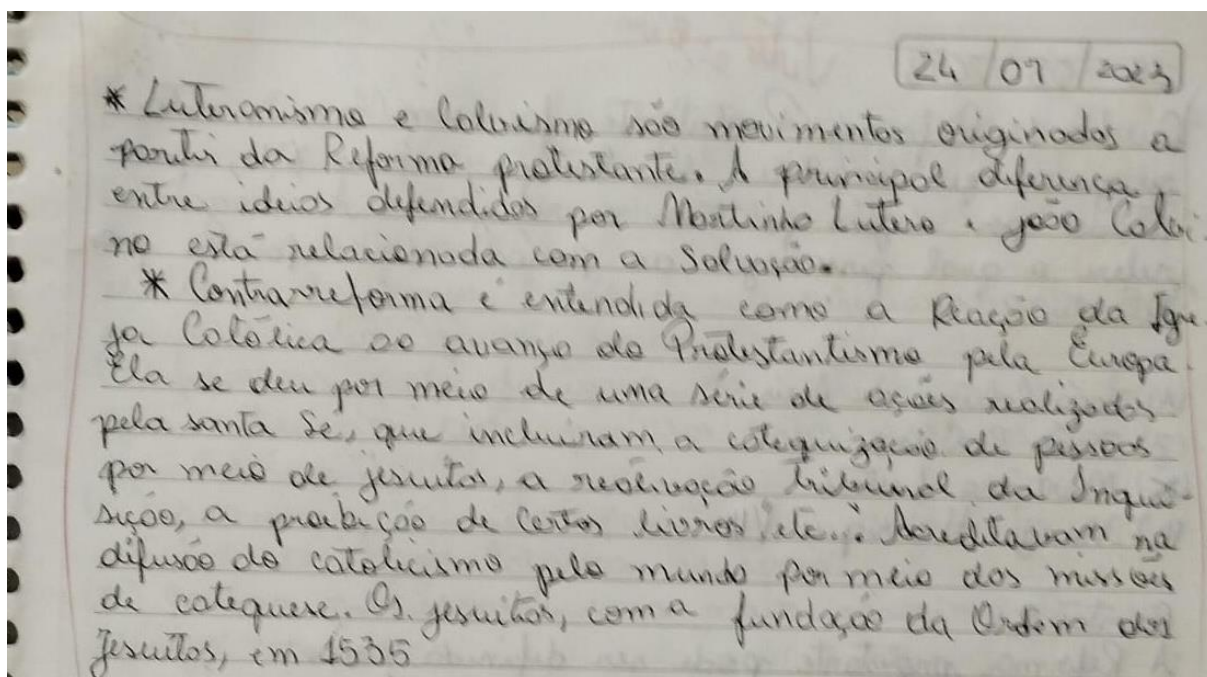 24 / 07 / 2023
* Luteranismo e Calvinismo são movimentos originados a
partir da Reforma protestante. A principal diferença,
entre ideias defendidas por Martinho Lutero e joão Calvi-
no está relacionada com a Salvação.
* Contrarreforma é entendida como a Reação da Igre-
ja Católica ao avanço do Protestantismo pela Europa.
Ela se deu por meio de uma série de ações realizadas
pela santa Sé, que incluíram, a catequização de pessoas
por meio de jesuítas, a reativação tribunal da Inqui-
sição, a proibição de certos livros, etc.. Acreditavam na
difusão do catolicismo pelo mundo por meio das missões
de catequese. Os jesuítas, com a fundação da Ordem dos
Jesuítas, em 1535